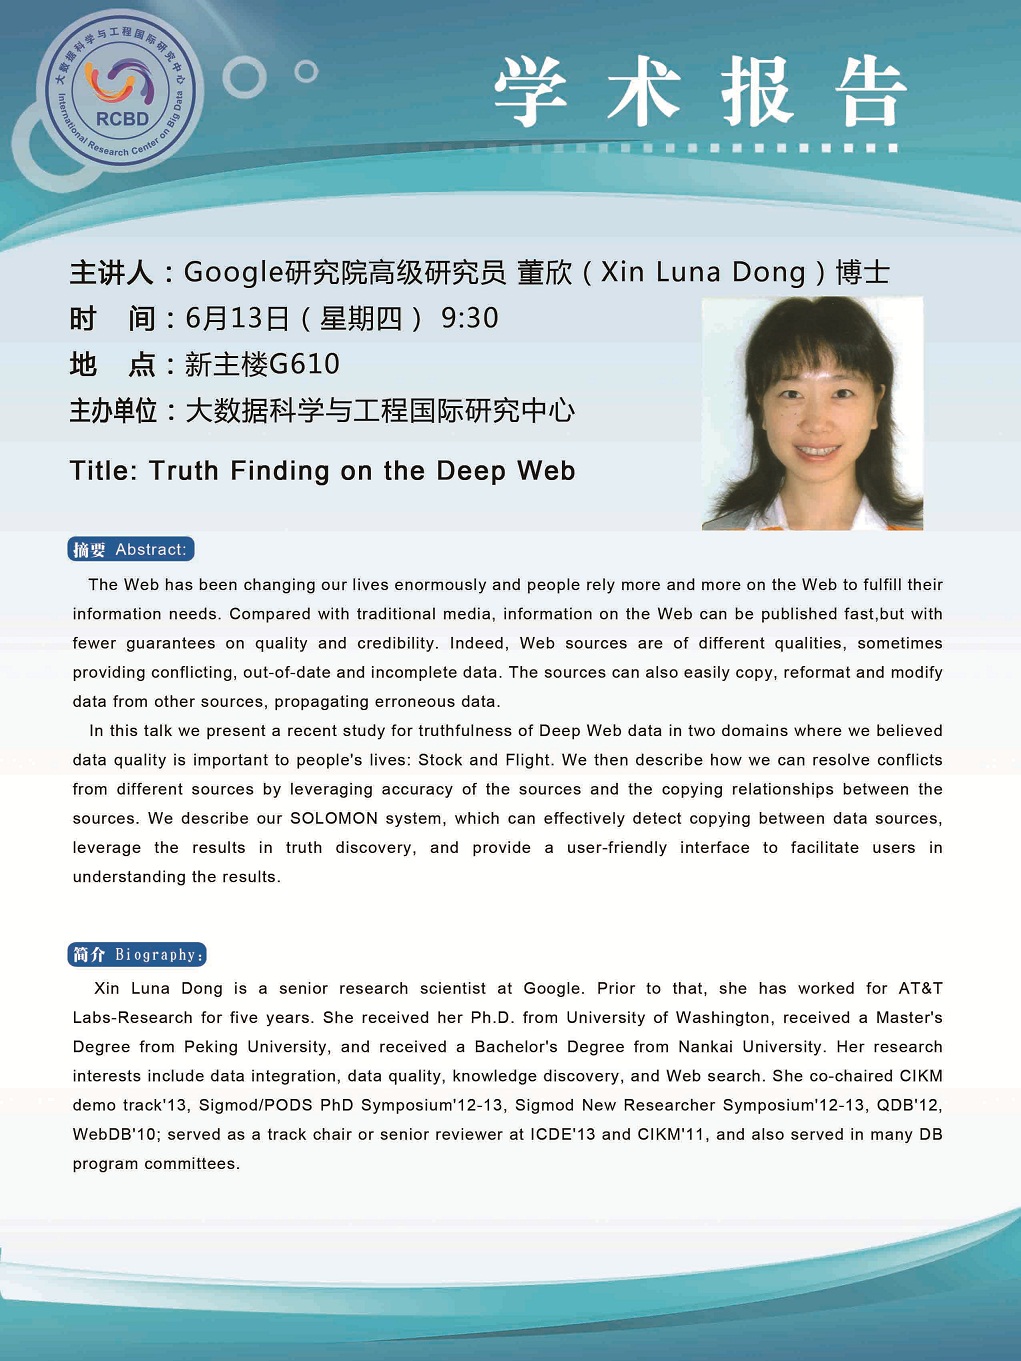 大数据科学与工程国际研究中心
RCBD
International Research Center on Big Data
学术报告
主讲人：Google研究院高级研究员 董欣（Xin Luna Dong）博士
时 间：6月13日（星期四） 9:30
地 点：新主楼G610
主办单位：大数据科学与工程国际研究中心
Title: Truth Finding on the Deep Web
摘要 Abstract:
The Web has been changing our lives enormously and people rely more and more on the Web to fulfill their
information needs. Compared with traditional media, information on the Web can be published fast,but with
fewer guarantees on quality and credibility. Indeed, Web sources are of different qualities, sometimes
providing conflicting, out-of-date and incomplete data. The sources can also easily copy, reformat and modify
data from other sources, propagating erroneous data.
In this talk we present a recent study for truthfulness of Deep Web data in two domains where we believed
data quality is important to people's lives: Stock and Flight. We then describe how we can resolve conflicts
from different sources by leveraging accuracy of the sources and the copying relationships between the
sources. We describe our SOLOMON system, which can effectively detect copying between data sources,
leverage the results in truth discovery, and provide a user-friendly interface to facilitate users in
understanding the results.
简介 Biography:
Xin Luna Dong is a senior research scientist at Google. Prior to that, she has worked for AT&T
Labs-Research for five years. She received her Ph.D. from University of Washington, received a Master's
Degree from Peking University, and received a Bachelor's Degree from Nankai University. Her research
interests include data integration, data quality, knowledge discovery, and Web search. She co-chaired CIKM
demo track'13, Sigmod/PODS PhD Symposium'12-13, Sigmod New Researcher Symposium'12-13, QDB'12,
WebDB'10; served as a track chair or senior reviewer at ICDE'13 and CIKM'11, and also served in many DB
program committees.